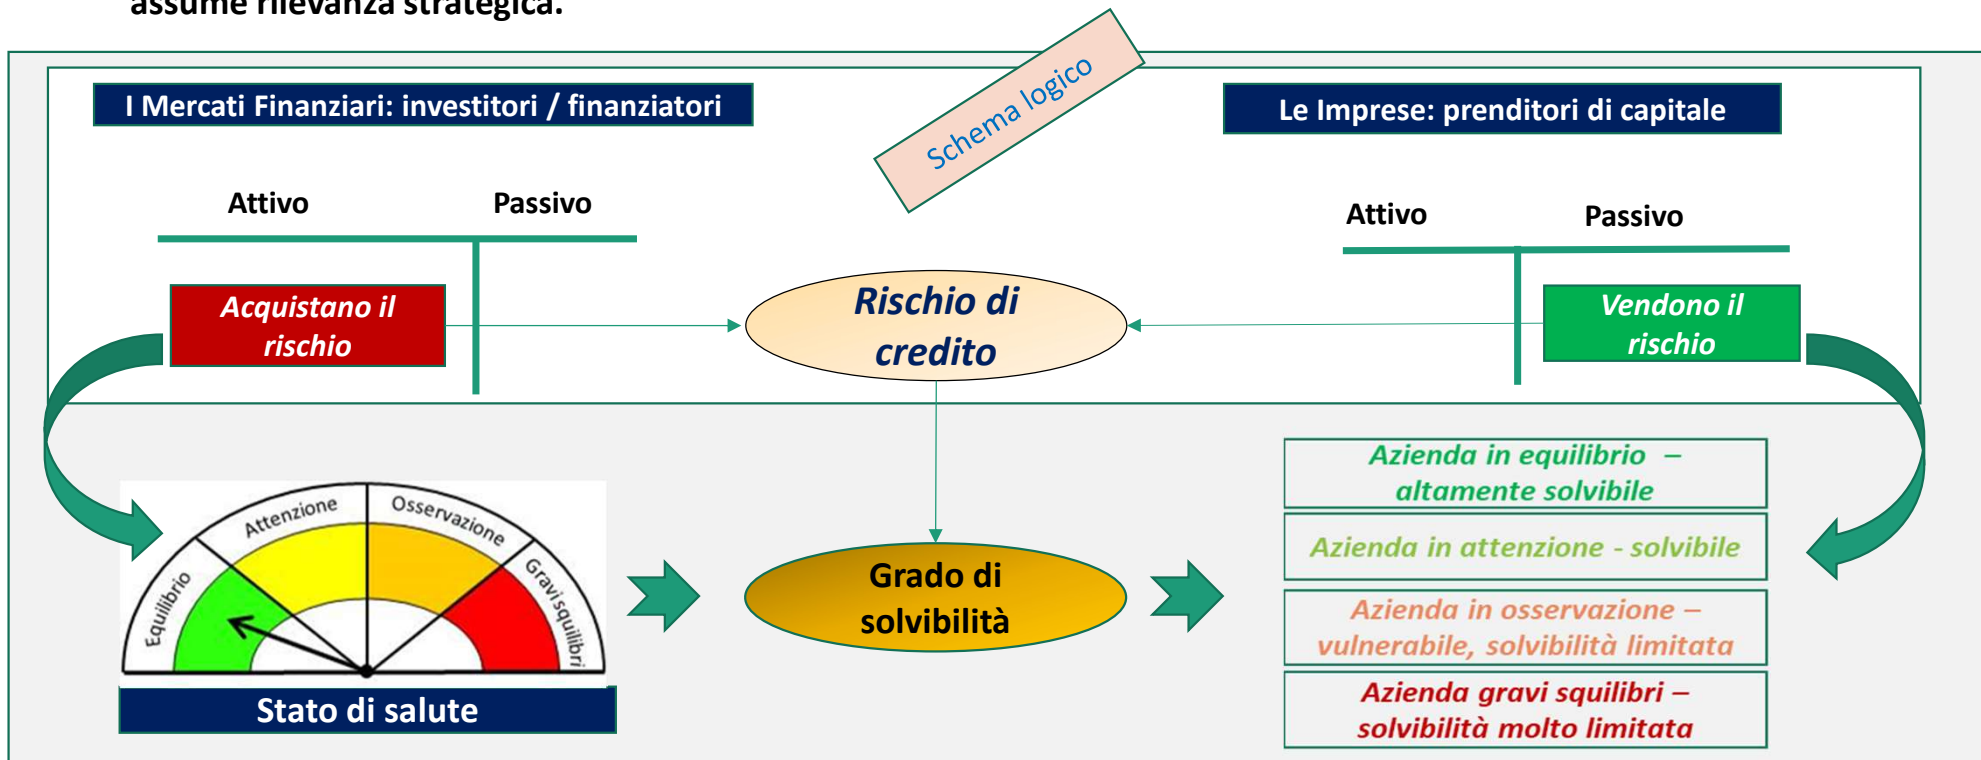 assume rilevanza strategica.
Schema logico
I Mercati Finanziari: investitori / finanziatori
Le Imprese: prenditori di capitale
Attivo
Passivo
Attivo
Passivo
Acquistano il
rischio
Rischio di
credito
Vendono il
rischio
Equilibrio
Attenzione
Osservazione
Gravi squilibri
Stato di salute
Grado di
solvibilità
Azienda in equilibrio –
altamente solvibile
Azienda in attenzione - solvibile
Azienda in osservazione –
vulnerabile, solvibilità limitata
Azienda gravi squilibri –
solvibilità molto limitata